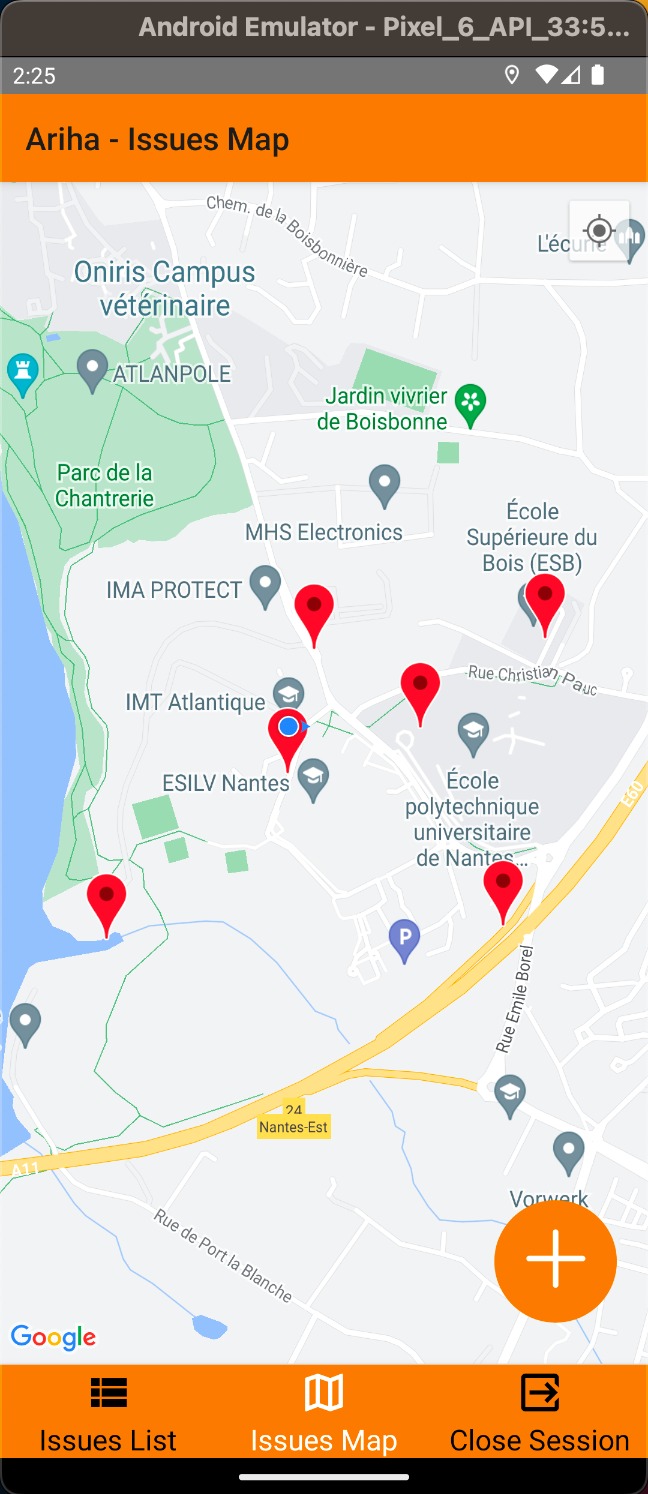 Android Emulator - Pixel_6_API_33:5...
2:25
Ariha - Issues Map
Chem. de la Boisbonnière
L'écurie
Oniris Campus
vétérinaire
ATLANPOLE
Jardin vivrier
de Boisbonne
Parc de la
Chantrerie
MHS Electronics
École
Supérieure du
Bois (ESB)
IMA PROTECT
Rue Christian Pauc
IMT Atlantique
ESILV Nantes
École
polytechnique
universitaire
de Nantes...
E60
P
Rue Emile Borel
24
Nantes-Est
A11
Vorwerk
Rue de Port la Blanche
Google
Issues List
Issues Map
Close Session